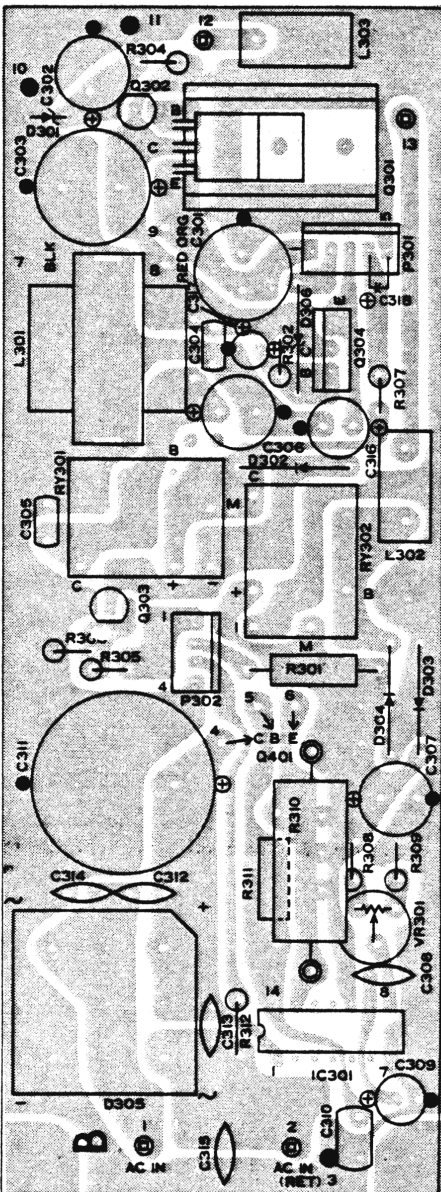 11
12
R304
L303
10
C302
Q302
D301
B
C
E
C303
13
Q301
9
RED ORG
C301
15
P301
7
BLK
8
L301
C304
R302
D306
E
C
B
Q304
C318
R307
C306
D302
C316
B
RY301
C305
M
C
RY302
L302
C
+
-
Q303
+
B
1
R305
P302
4
M
R301
5
6
4
C B E
Q401
D304
D303
C307
C311
R310
R311
R308
R309
C314
C312
VR301
C308
+
~
14
8
C313
R312
IC301
1
7
C309
-
D305
~
C310
B
1
AC IN
C315
2
AC IN
(RET)
3